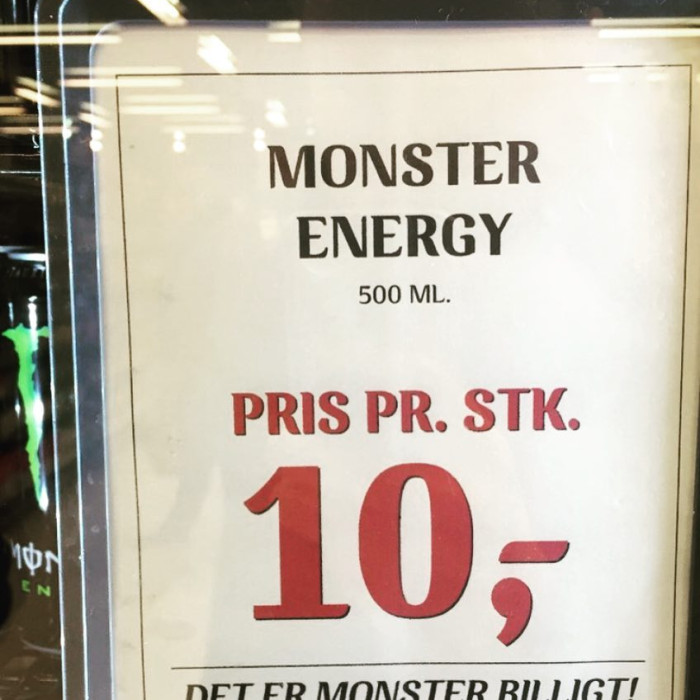 MONSTER
ENERGY
500 ML.
PRIS PR. STK.
10,-
DET ER MONSTER BILLIGT!